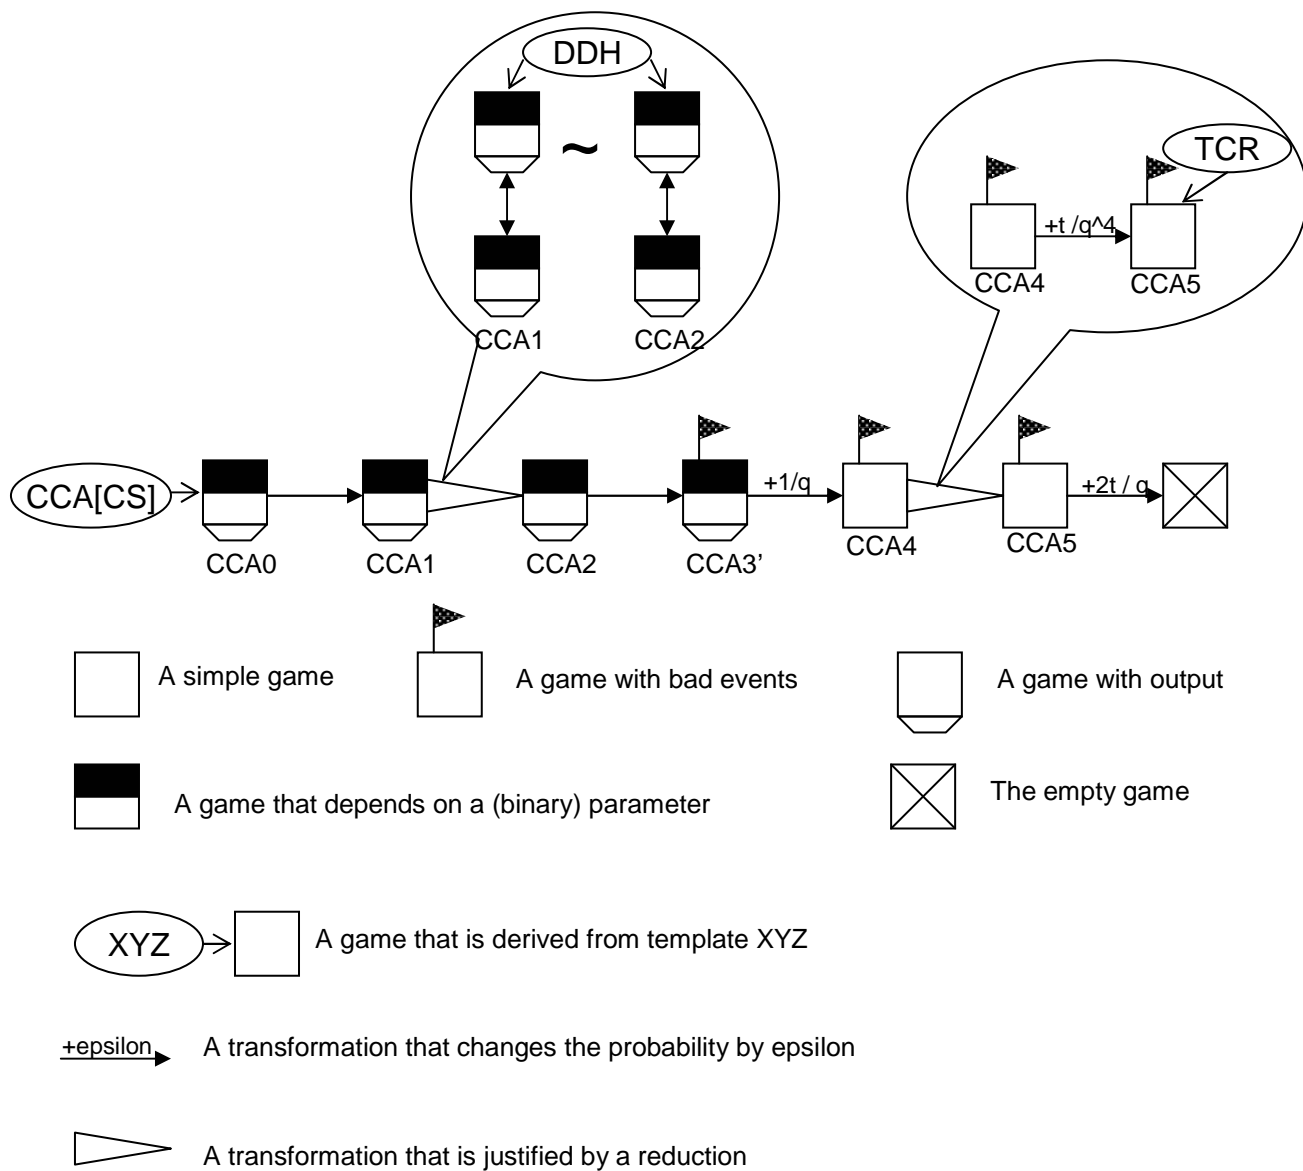 DDH
~
CCA1
CCA2
TCR
+t /q^4
CCA4
CCA5
CCA[CS]
+1/q
+2t / q
CCA0
CCA1
CCA2
CCA3’
CCA4
CCA5
A simple game
A game with bad events
A game with output
A game that depends on a (binary) parameter
The empty game
XYZ
A game that is derived from template XYZ
+epsilon
A transformation that changes the probability by epsilon
A transformation that is justified by a reduction